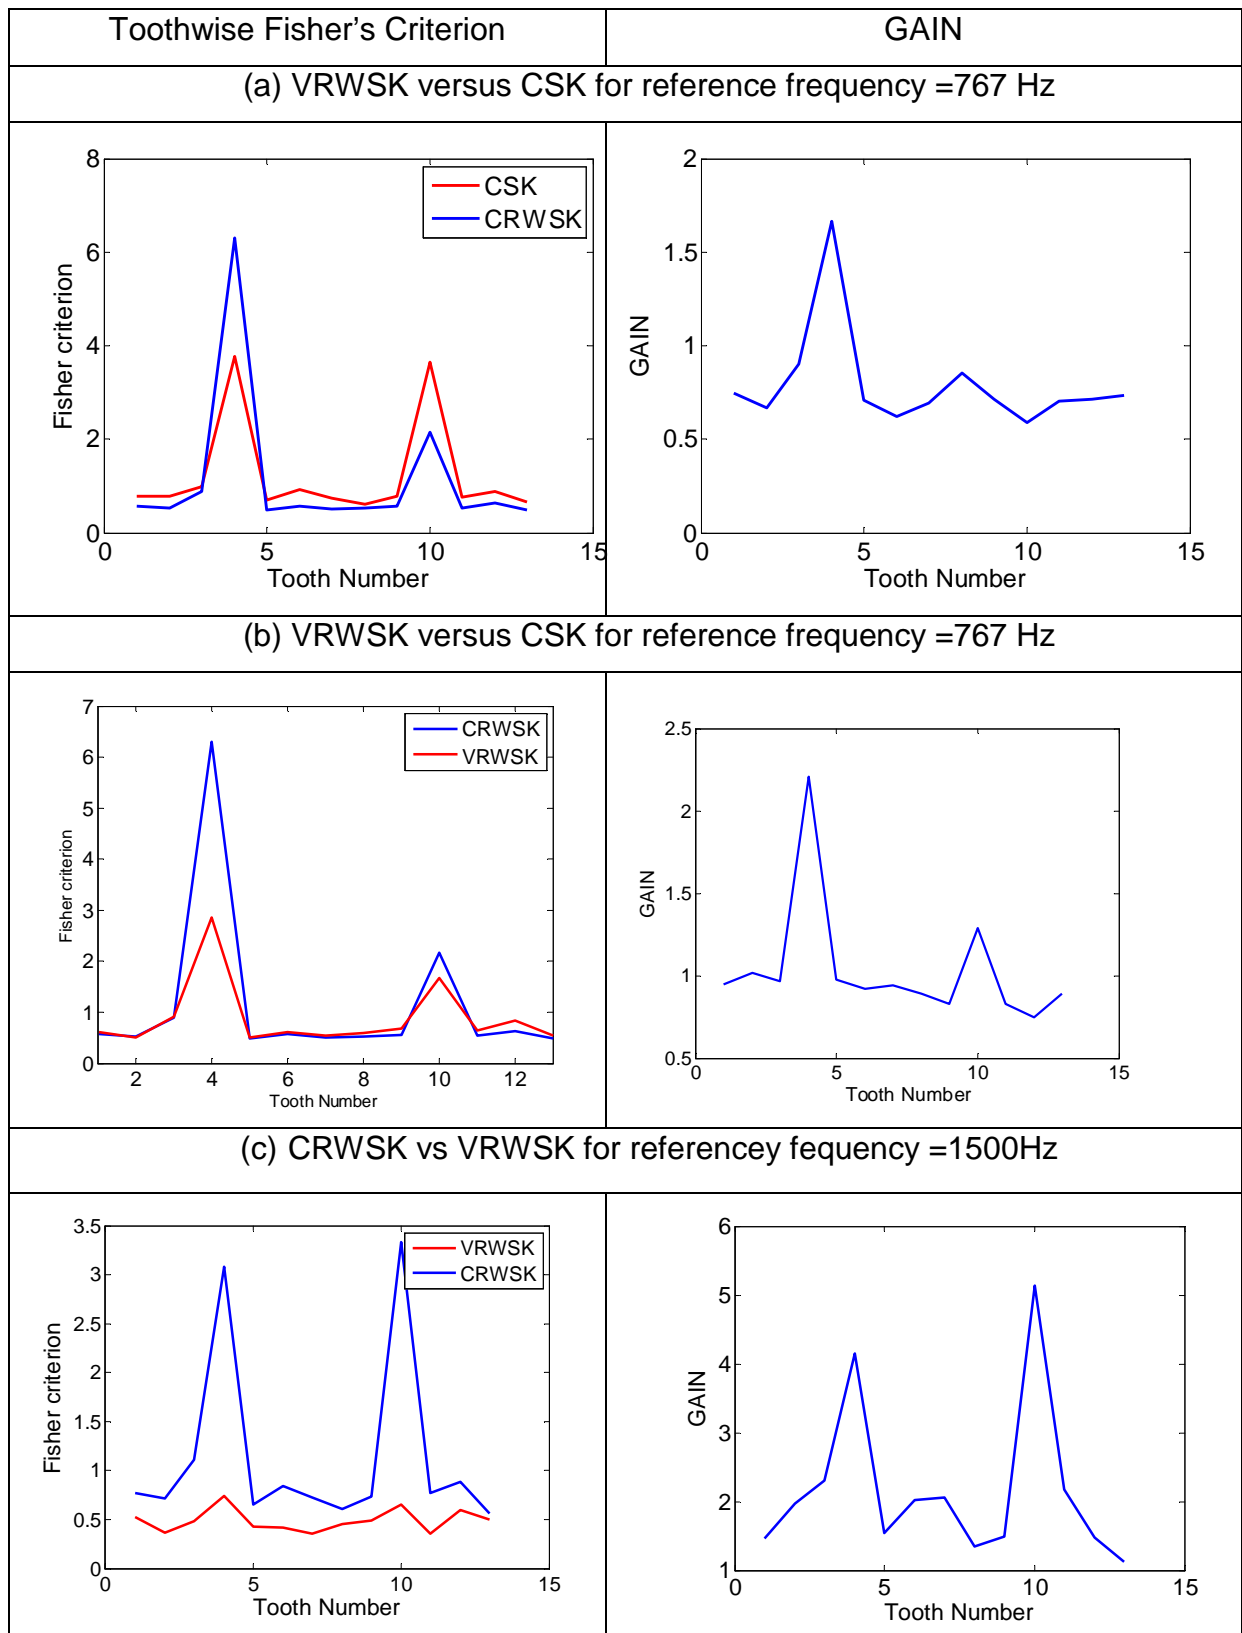 Toothwise Fisher's Criterion
GAIN
(a) VRWSK versus CSK for reference frequency =767 Hz
8
6
4
2
0
0
5
10
15
Fisher criterion
Tooth Number
CSK
CRWSK
2
1.5
1
0.5
0
0
5
10
15
GAIN
Tooth Number
(b) VRWSK versus CSK for reference frequency =767 Hz
7
6
5
4
3
2
1
0
2
4
6
8
10
12
Fisher criterion
Tooth Number
CRWSK
VRWSK
2.5
2
1.5
1
0.5
0
5
10
15
GAIN
Tooth Number
(c) CRWSK vs VRWSK for referencey fequency =1500Hz
3.5
3
2.5
2
1.5
1
0.5
0
0
5
10
15
Fisher criterion
Tooth Number
VRWSK
CRWSK
6
5
4
3
2
1
0
5
10
15
GAIN
Tooth Number